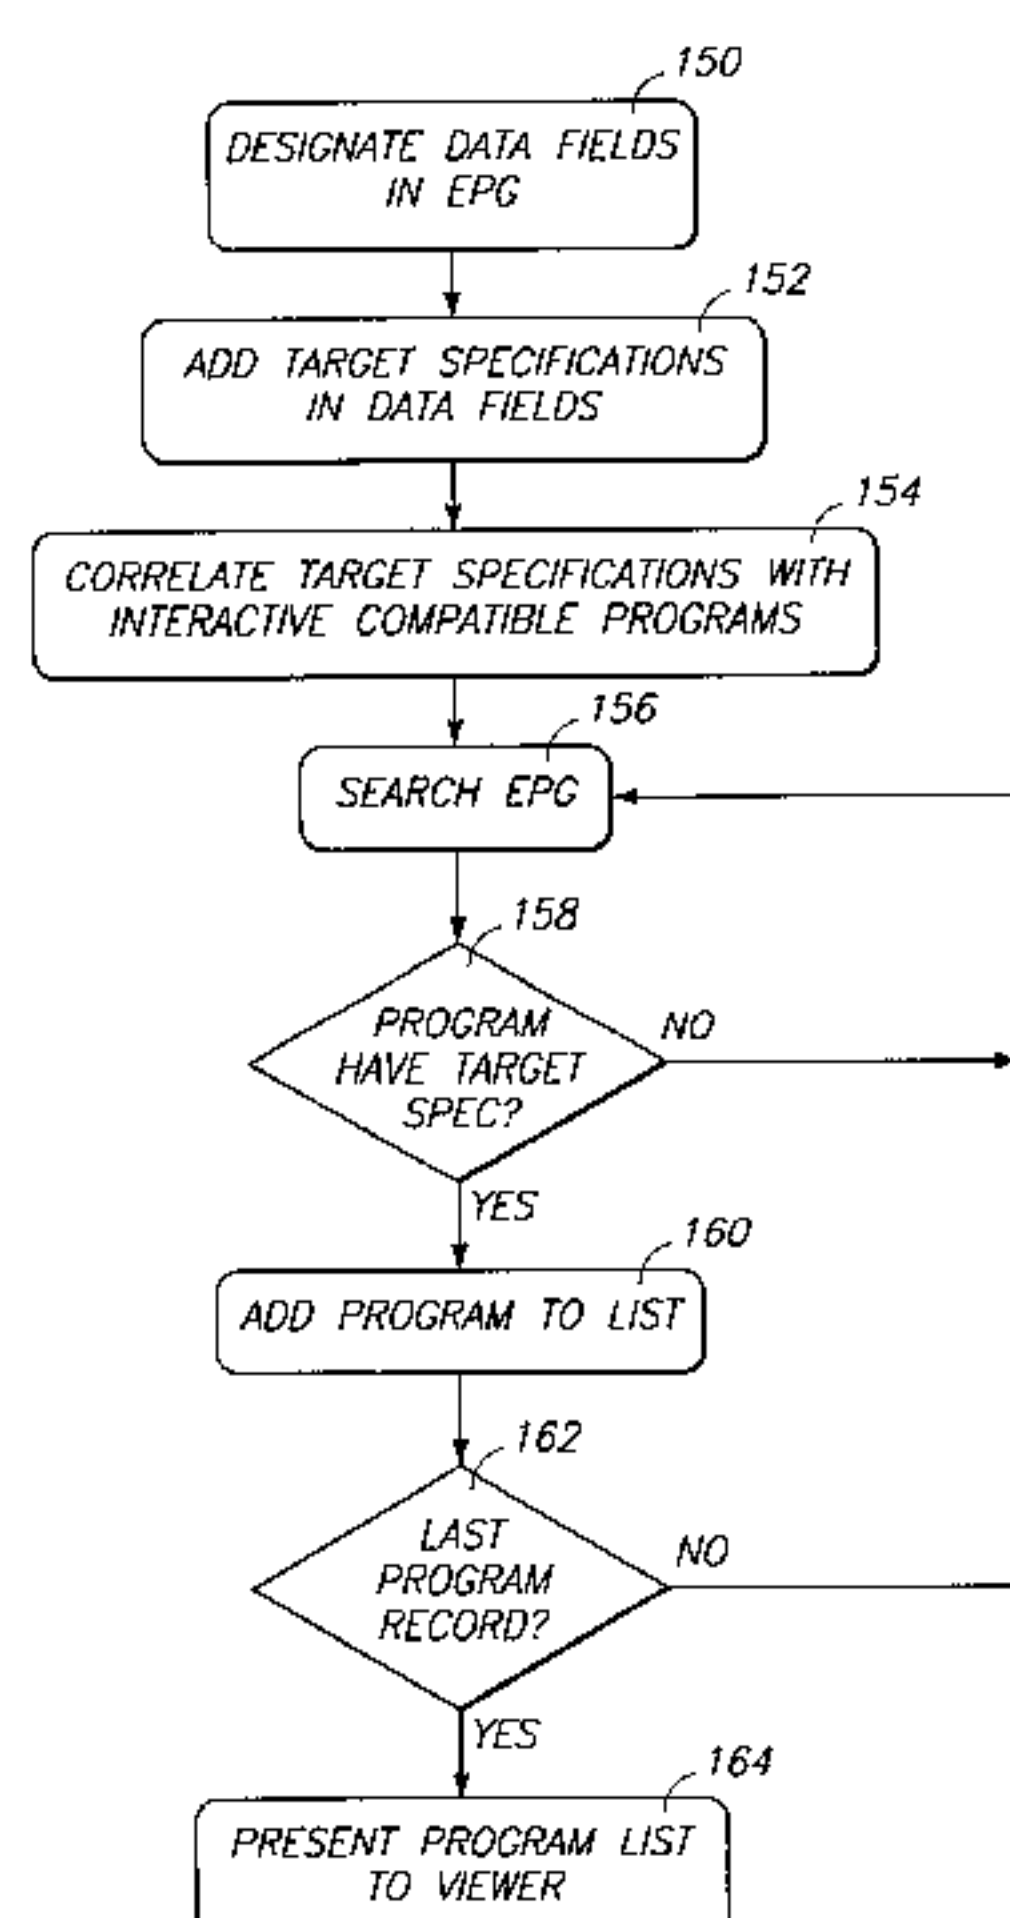 150
DESIGNATE DATA FIELDS
IN EPG
152
ADD TARGET SPECIFICATIONS
IN DATA FIELDS
154
CORRELATE TARGET SPECIFICATIONS WITH
INTERACTIVE COMPATIBLE PROGRAMS
156
SEARCH EPG
158
PROGRAM
HAVE TARGET
SPEC?
NO
YES
160
ADD PROGRAM TO LIST
162
LAST
PROGRAM
RECORD?
NO
YES
164
PRESENT PROGRAM LIST
TO VIEWER